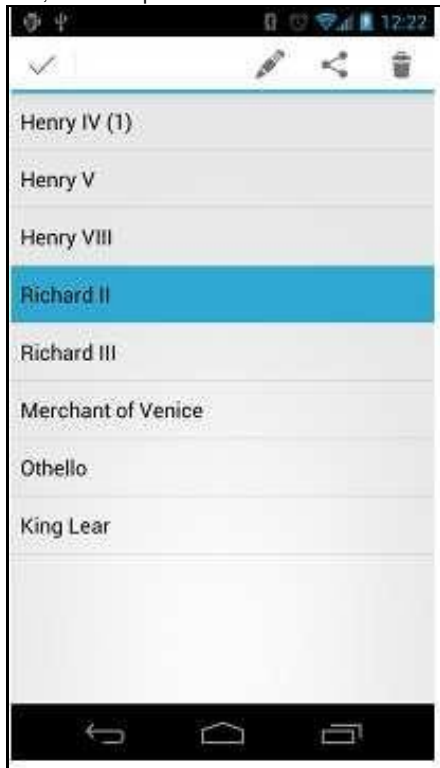 12:22
Henry IV (1)
Henry V
Henry VIII
Richard II
Richard III
Merchant of Venice
Othello
King Lear